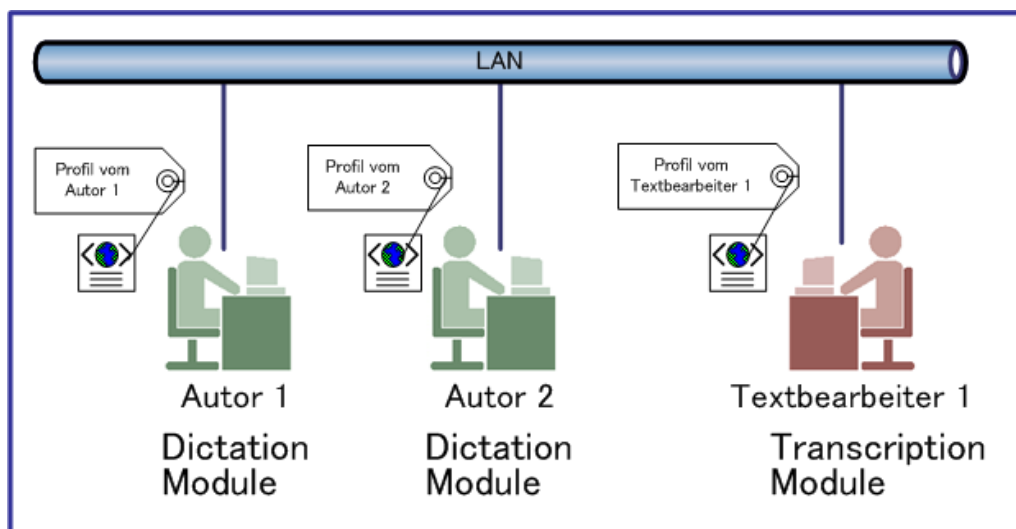 LAN
Profil vom
Autor 1
Profil vom
Autor 2
Profil vom
Textbearbeiter 1
Autor 1
Autor 2
Textbearbeiter 1
Dictation
Module
Dictation
Module
Transcription
Module